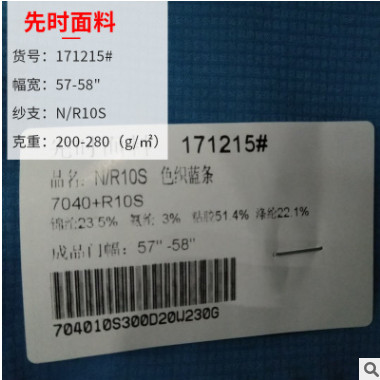 先时面料
货号：171215#
幅宽：57-58"
纱支：N/R10S
克重：200-280（g/㎡）
171215#
品名：N/R10S 色织蓝条
7040+R10S
锦纶23.5% 氨纶 3% 粘胶51.4% 涤纶22.1%
成品门幅：57"-58"
704010S300D20W230G